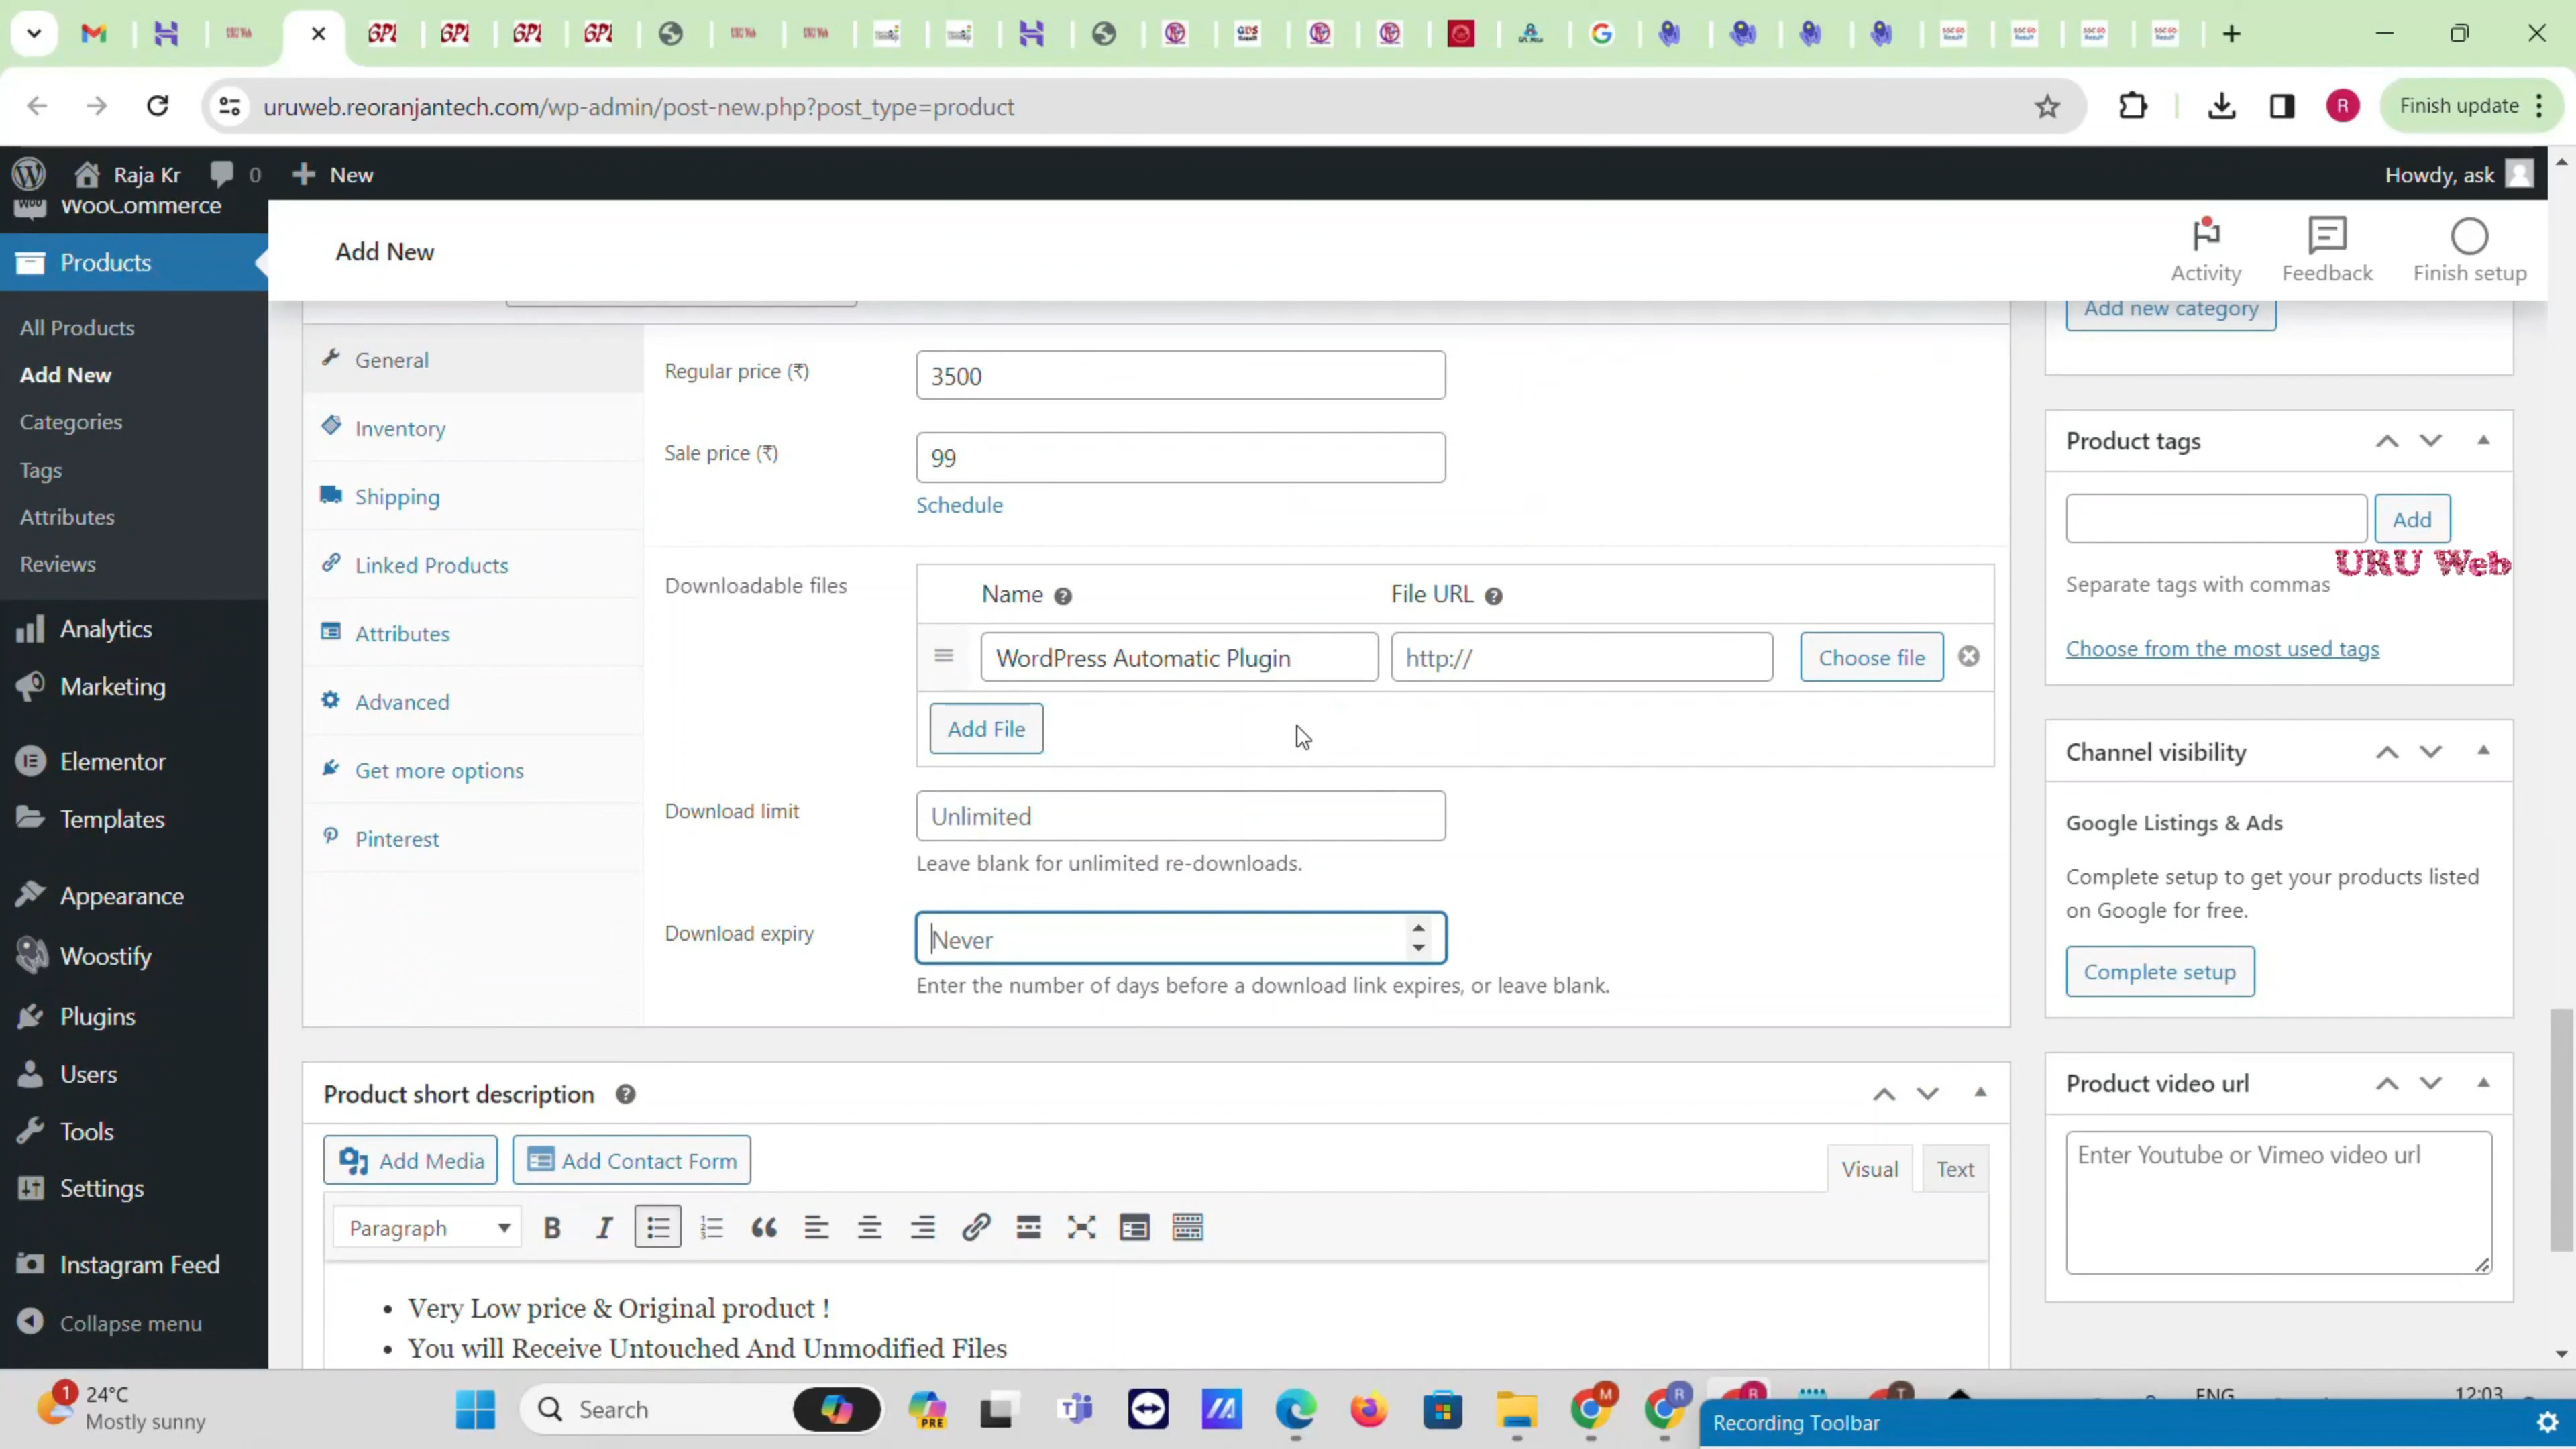 uruweb.reoranjantech.com/wp-admin/post-new.php?post_type=product
Finish update
Raja Kr
0
New
Howdy, ask
WooCommerce
Products
All Products
Add New
Categories
Tags
Attributes
Reviews
Analytics
Marketing
Elementor
Templates
Appearance
Woostify
Plugins
Users
Tools
Settings
Instagram Feed
Collapse menu
Add New
Activity
Feedback
Finish setup
General
Inventory
Shipping
Linked Products
Attributes
Advanced
Get more options
Pinterest
Regular price (₹)
3500
Sale price (₹)
99
Schedule
Downloadable files
Name
File URL
WordPress Automatic Plugin
http://
Choose file
Add File
Download limit
Unlimited
Leave blank for unlimited re-downloads.
Download expiry
Never
Enter the number of days before a download link expires, or leave blank.
Product short description
Add Media
Add Contact Form
Visual
Text
Paragraph
Very Low price & Original product !
You will Receive Untouched And Unmodified Files
Add new category
Product tags
Add
URU Web
Separate tags with commas
Choose from the most used tags
Channel visibility
Google Listings & Ads
Complete setup to get your products listed
on Google for free.
Complete setup
Product video url
Enter Youtube or Vimeo video url
1
24°C
Mostly sunny
Search
ENG
12:03
Recording Toolbar